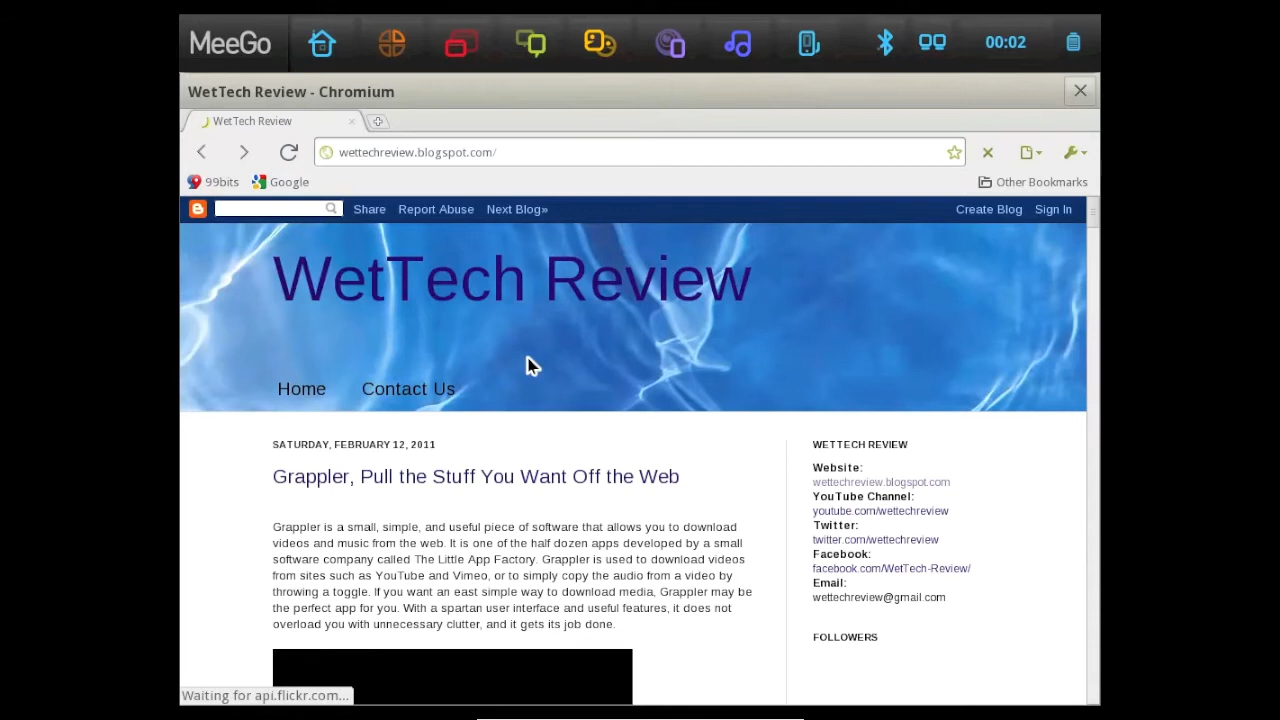 MeeGo 00:02
WetTech Review - Chromium
WetTech Review
wettechreview.blogspot.com/
99bits Google Other Bookmarks
Share Report Abuse Next Blog» Create Blog Sign In
WetTech Review
Home Contact Us
SATURDAY, FEBRUARY 12, 2011
Grappler, Pull the Stuff You Want Off the Web
Grappler is a small, simple, and useful piece of software that allows you to download
videos and music from the web. It is one of the half dozen apps developed by a small
software company called The Little App Factory. Grappler is used to download videos
from sites such as YouTube and Vimeo, or to simply copy the audio from a video by
throwing a toggle. If you want an east simple way to download media, Grappler may be
the perfect app for you. With a spartan user interface and useful features, it does not
overload you with unnecessary clutter, and it gets its job done.
WETTECH REVIEW
Website:
wettechreview.blogspot.com
YouTube Channel:
youtube.com/wettechreview
Twitter:
twitter.com/wettechreview
Facebook:
facebook.com/WetTech-Review/
Email:
wettechreview@gmail.com
FOLLOWERS
Waiting for api.flickr.com...